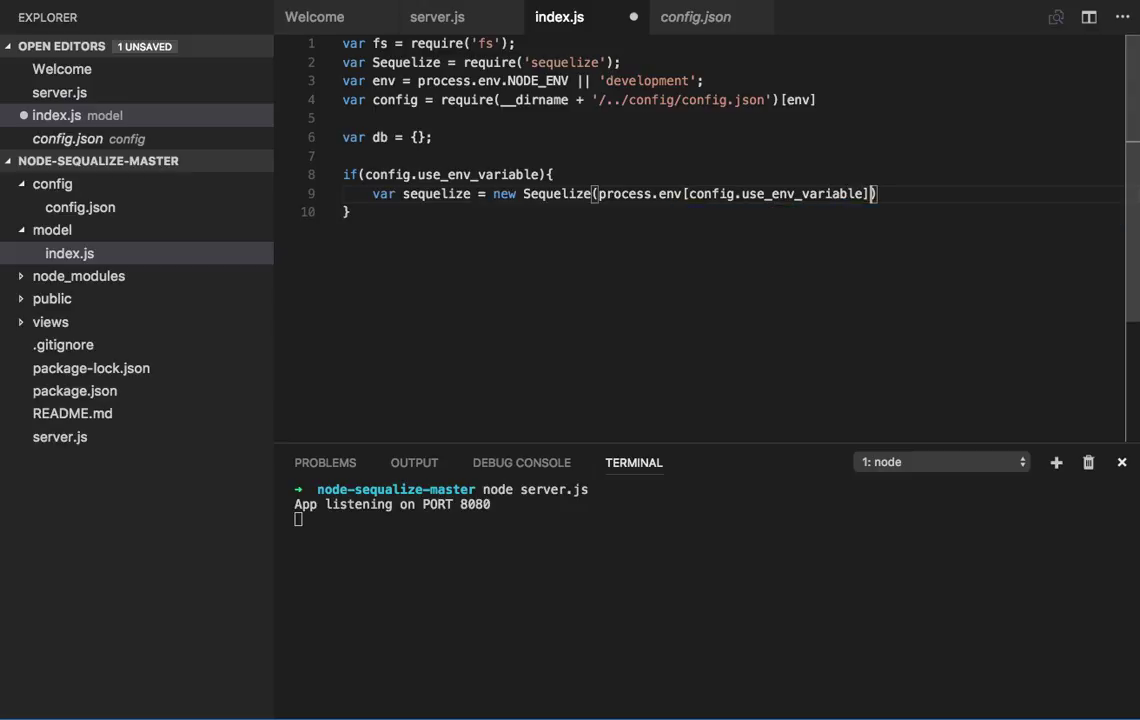 EXPLORER
OPEN EDITORS 1 UNSAVED
Welcome
server.js
index.js model
config.json config
NODE-SEQUALIZE-MASTER
config
config.json
model
index.js
node_modules
public
views
.gitignore
package-lock.json
package.json
README.md
server.js
Welcome server.js index.js config.json
1 var fs = require('fs');
2 var Sequelize = require('sequelize');
3 var env = process.env.NODE_ENV || 'development';
4 var config = require(__dirname + '/../config/config.json')[env]
5
6 var db = {};
7
8 if(config.use_env_variable){
9 var sequelize = new Sequelize(process.env[config.use_env_variable])
10 }
PROBLEMS OUTPUT DEBUG CONSOLE TERMINAL 1: node
→ node-sequalize-master node server.js
App listening on PORT 8080